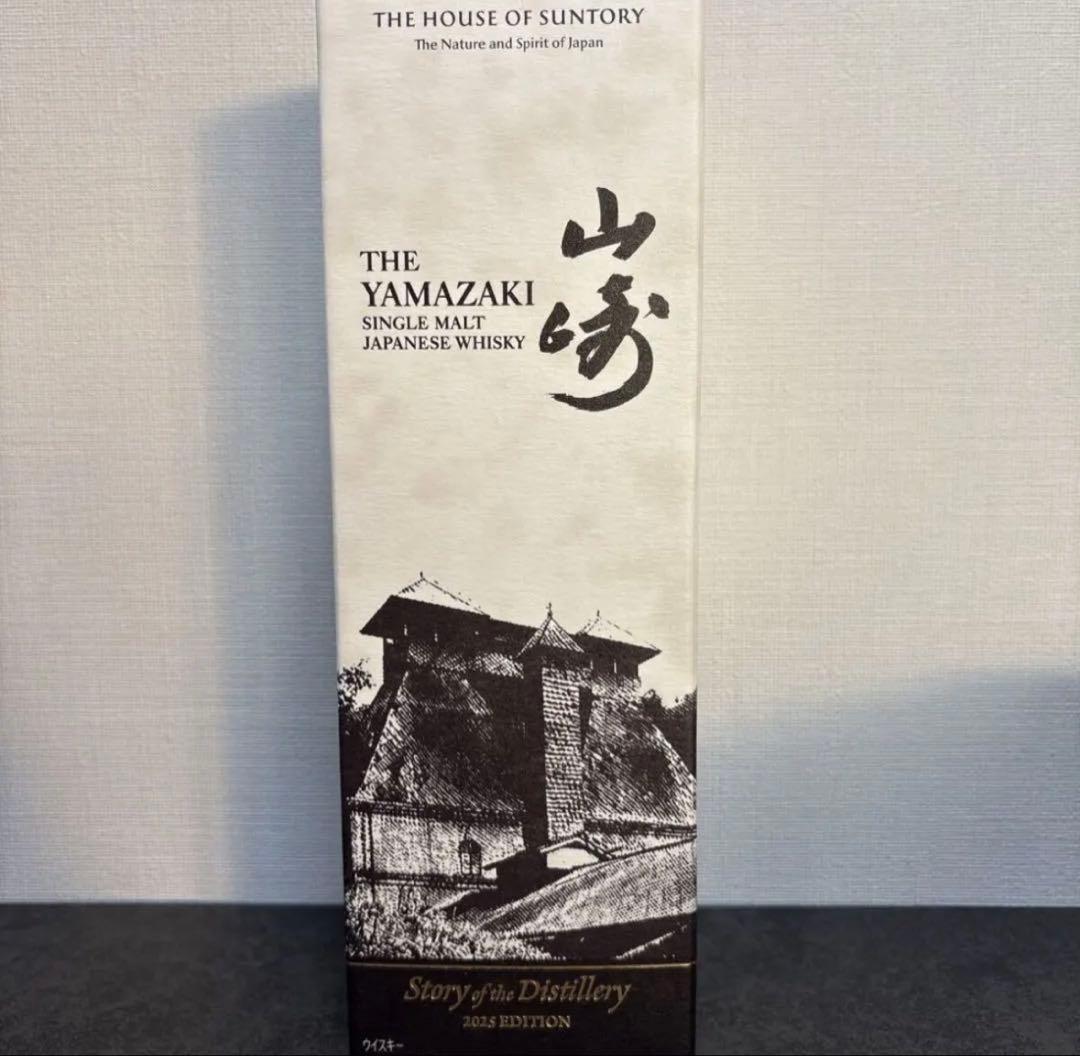 THE HOUSE OF SUNTORY
The Nature and Spirit of Japan
山崎
THE
YAMAZAKI
SINGLE MALT
JAPANESE WHISKY
Story of the Distillery
2025 EDITION
ウイスキー